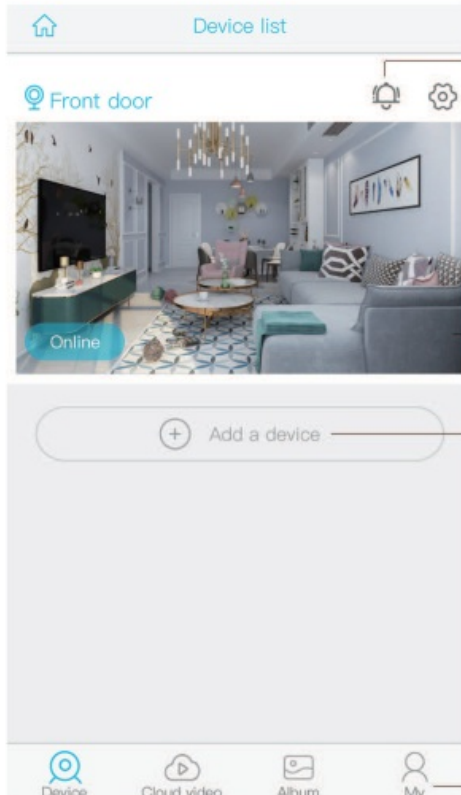 Device list
Front door
Online
Add a device
Device
Cloud video
Album
My